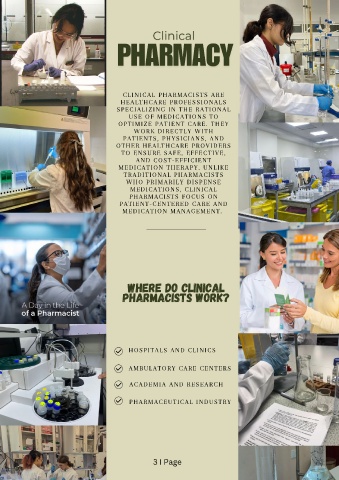 Clinical
PHARMACY
CLINICAL PHARMACISTS ARE
HEALTHCARE PROFESSIONALS
SPECIALIZING IN THE RATIONAL
USE OF MEDICATIONS TO
OPTIMIZE PATIENT CARE. THEY
WORK DIRECTLY WITH
PATIENTS, PHYSICIANS, AND
OTHER HEALTHCARE PROVIDERS
TO ENSURE SAFE, EFFECTIVE,
AND COST-EFFICIENT
MEDICATION THERAPY. UNLIKE
TRADITIONAL PHARMACISTS
WHO PRIMARILY DISPENSE
MEDICATIONS, CLINICAL
PHARMACISTS FOCUS ON
PATIENT-CENTERED CARE AND
MEDICATION MANAGEMENT.
A Day in the Life
of a Pharmacist
WHERE DO CLINICAL
PHARMACISTS WORK?
HOSPITALS AND CLINICS
AMBULATORY CARE CENTERS
ACADEMIA AND RESEARCH
PHARMACEUTICAL INDUSTRY
3 | Page